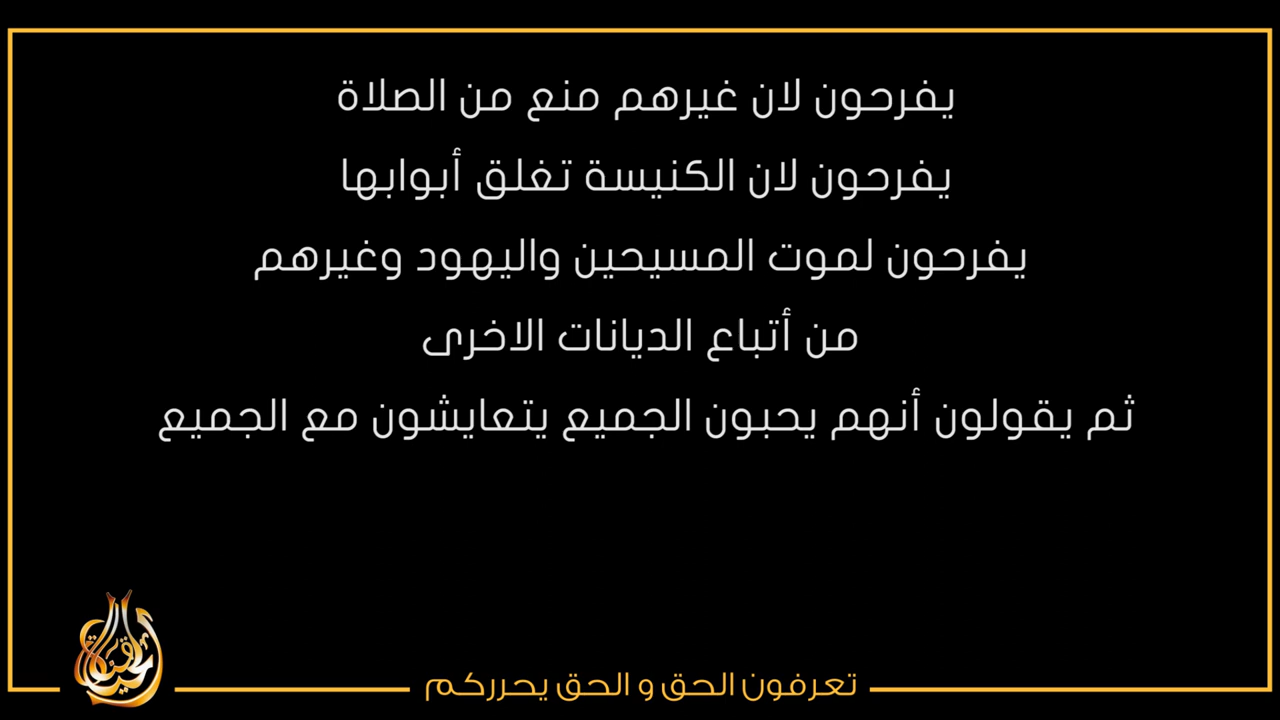 يفرحون لان غيرهم منع من الصلاة
يفرحون لان الكنيسة تغلق أبوابها
يفرحون لموت المسيحين واليهود وغيرهم
من أتباع الديانات الاخرى
ثم يقولون أنهم يحبون الجميع يتعايشون مع الجميع
تعرفون الحق و الحق يحرركم